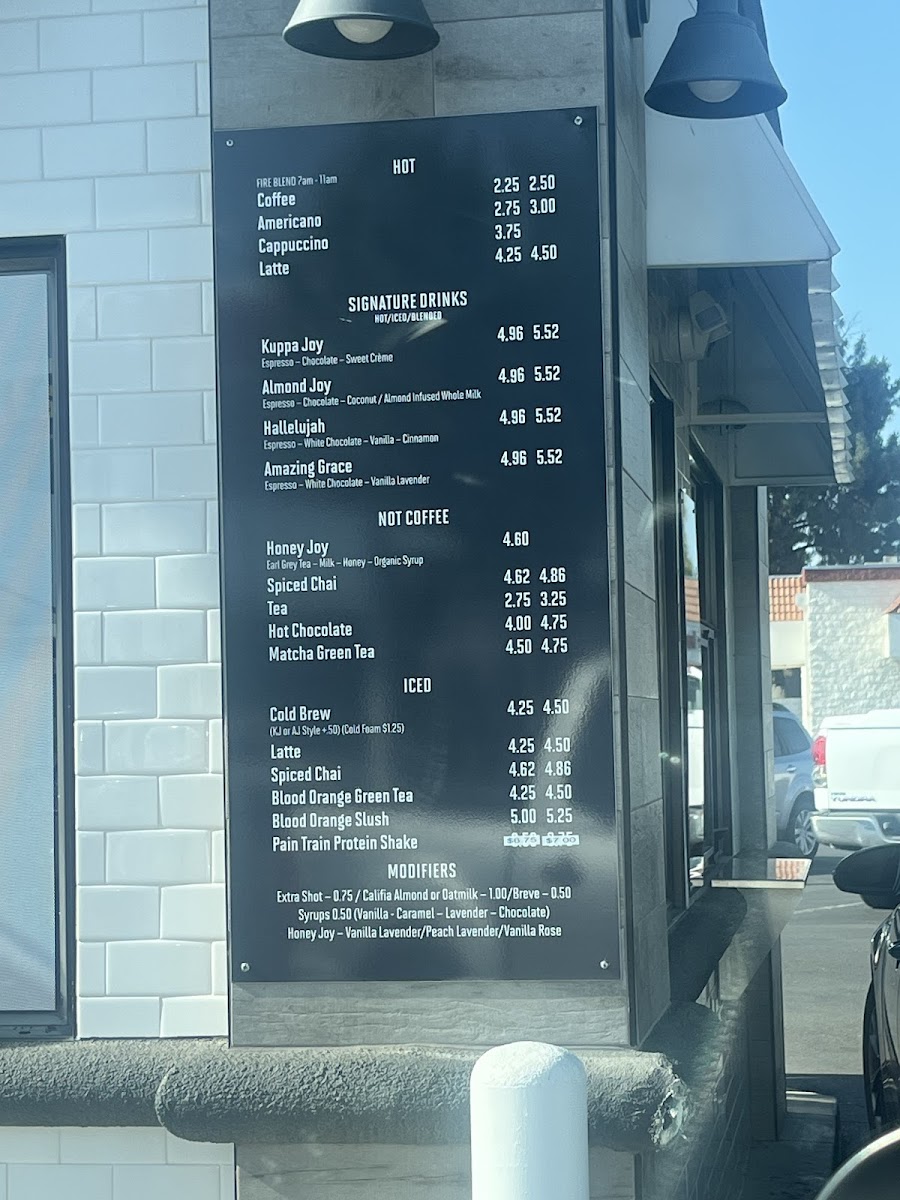 HOT
FIRE BLEND 7am - 11am
Coffee 2.25 2.50
Americano 2.75 3.00
Cappuccino 3.75
Latte 4.25 4.50
SIGNATURE DRINKS
HOT/ICED/BLENDED
Kuppa Joy 4.96 5.52
Espresso – Chocolate – Sweet Crème
Almond Joy 4.96 5.52
Espresso – Chocolate – Coconut / Almond Infused Whole Milk
Hallelujah 4.96 5.52
Espresso – White Chocolate – Vanilla – Cinnamon
Amazing Grace 4.96 5.52
Espresso – White Chocolate – Vanilla Lavender
NOT COFFEE
Honey Joy 4.60
Earl Grey Tea – Milk – Honey – Organic Syrup
Spiced Chai 4.62 4.86
Tea 2.75 3.25
Hot Chocolate 4.00 4.75
Matcha Green Tea 4.50 4.75
ICED
Cold Brew 4.25 4.50
(KJ or AJ Style +.50) (Cold Foam $1.25)
Latte 4.25 4.50
Spiced Chai 4.62 4.86
Blood Orange Green Tea 4.25 4.50
Blood Orange Slush 5.00 5.25
Pain Train Protein Shake $6.75 $7.00
MODIFIERS
Extra Shot – 0.75 / Califia Almond or Oatmilk – 1.00/Breve – 0.50
Syrups 0.50 (Vanilla - Caramel – Lavender – Chocolate)
Honey Joy – Vanilla Lavender/Peach Lavender/Vanilla Rose
TUNDRA